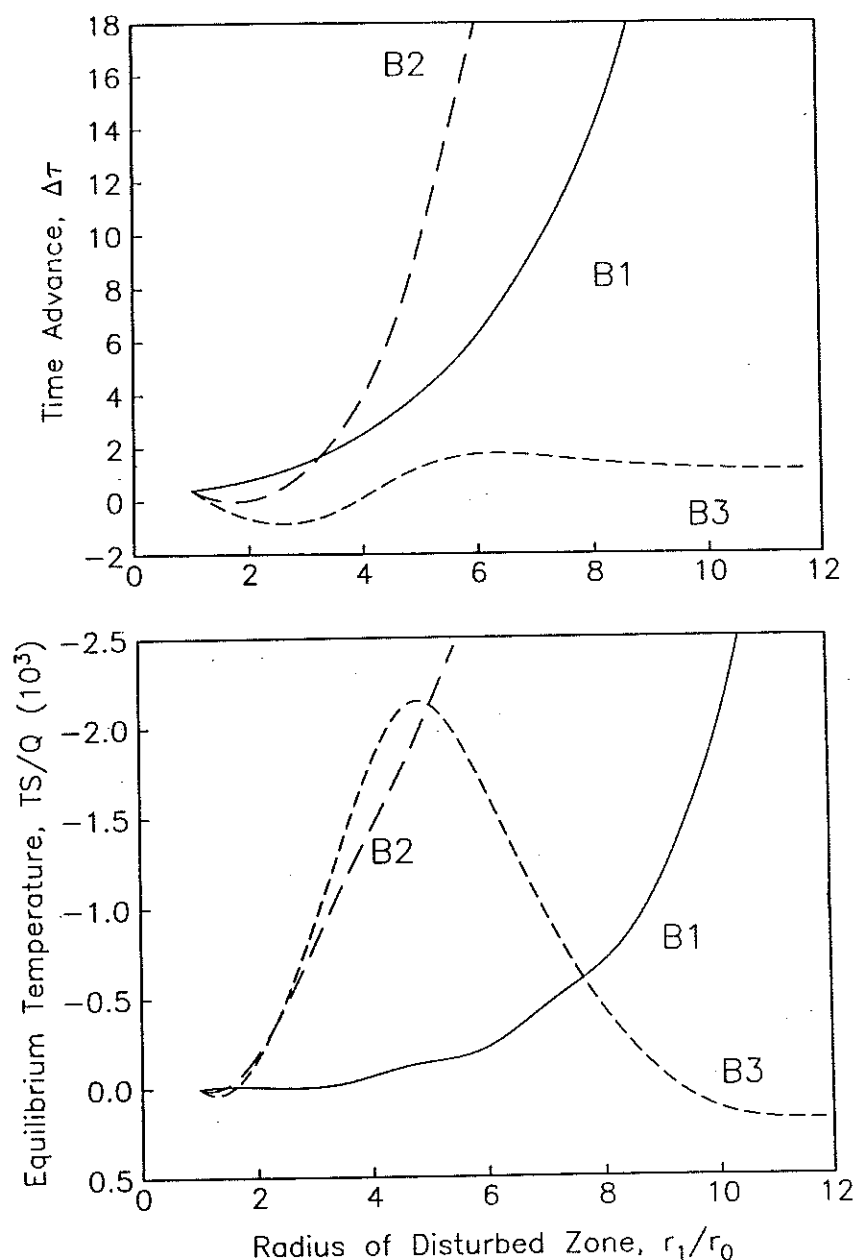 18
16
14
12
10
8
6
4
2
0
−2
Time Advance, Δτ
B2
B1
B3
0 2 4 6 8 10 12
−2.5
−2.0
−1.5
−1.0
−0.5
0.0
0.5
Equilibrium Temperature, TS/Q (10³)
B2
B1
B3
0 2 4 6 8 10 12
Radius of Disturbed Zone, r₁/r₀